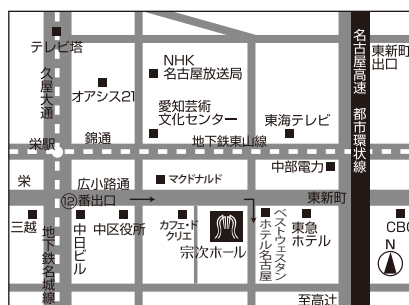 テレビ塔
NHK
名古屋放送局
オアシス21
愛知芸術
文化センター
東海テレビ
久屋大通
名古屋高速 都市環状線
東新町
出口
栄駅
錦通
地下鉄東山線
中部電力
栄
広小路通
マクドナルド
東新町
⑫番出口
三越
中日
ビル
中区役所
カフェ・ド
クリエ
宗次ホール
ベストウェスタン
ホテル名古屋
東急
ホテル
CBC
地下鉄名城線
N
至高辻